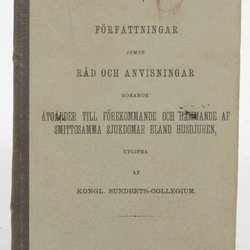 FÖRFATTNINGAR
JEMTE
RÅD OCH ANVISNINGAR
RÖRANDE
ÅTGÄRDER TILL FÖREKOMMANDE OCH HÄMMANDE AF
SMITTOSAMMA SJUKDOMAR BLAND HUSDJUREN,
UTGIFNA
AF
KONGL. SUNDHETS-COLLEGIUM.